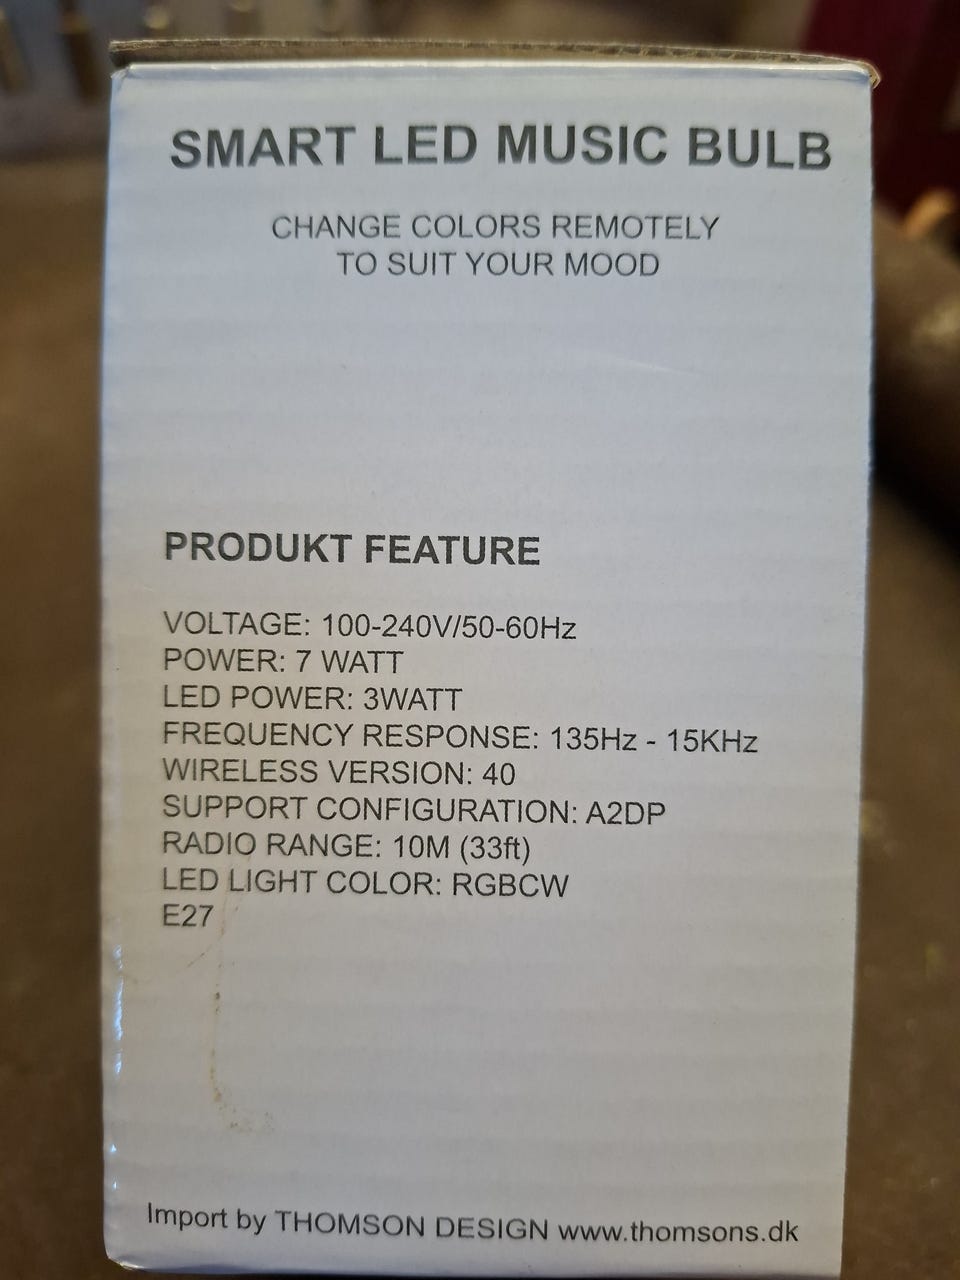 SMART LED MUSIC BULB
CHANGE COLORS REMOTELY
TO SUIT YOUR MOOD
PRODUKT FEATURE
VOLTAGE: 100-240V/50-60Hz
POWER: 7 WATT
LED POWER: 3WATT
FREQUENCY RESPONSE: 135Hz - 15KHz
WIRELESS VERSION: 40
SUPPORT CONFIGURATION: A2DP
RADIO RANGE: 10M (33ft)
LED LIGHT COLOR: RGBCW
E27
Import by THOMSON DESIGN www.thomsons.dk